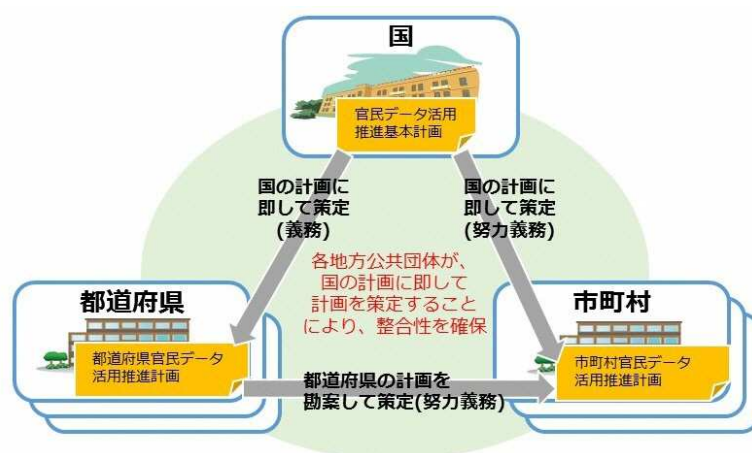 国
官民データ活用
推進基本計画
国の計画に
即して策定
(義務)
国の計画に
即して策定
(努力義務)
各地方公共団体が、
国の計画に即して
計画を策定すること
により、整合性を確保
都道府県
都道府県官民データ
活用推進計画
市町村
市町村官民データ
活用推進計画
都道府県の計画を
勘案して策定(努力義務)